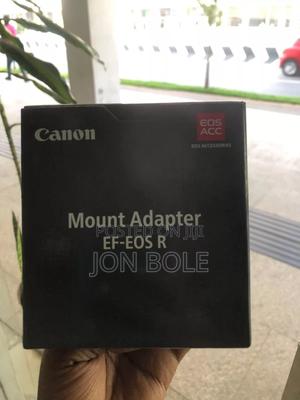 Canon
EOS
ACC
EOS ACCESSORIES
Mount Adapter
EF-EOS R
POSTED ON Jiji
JON BOLE